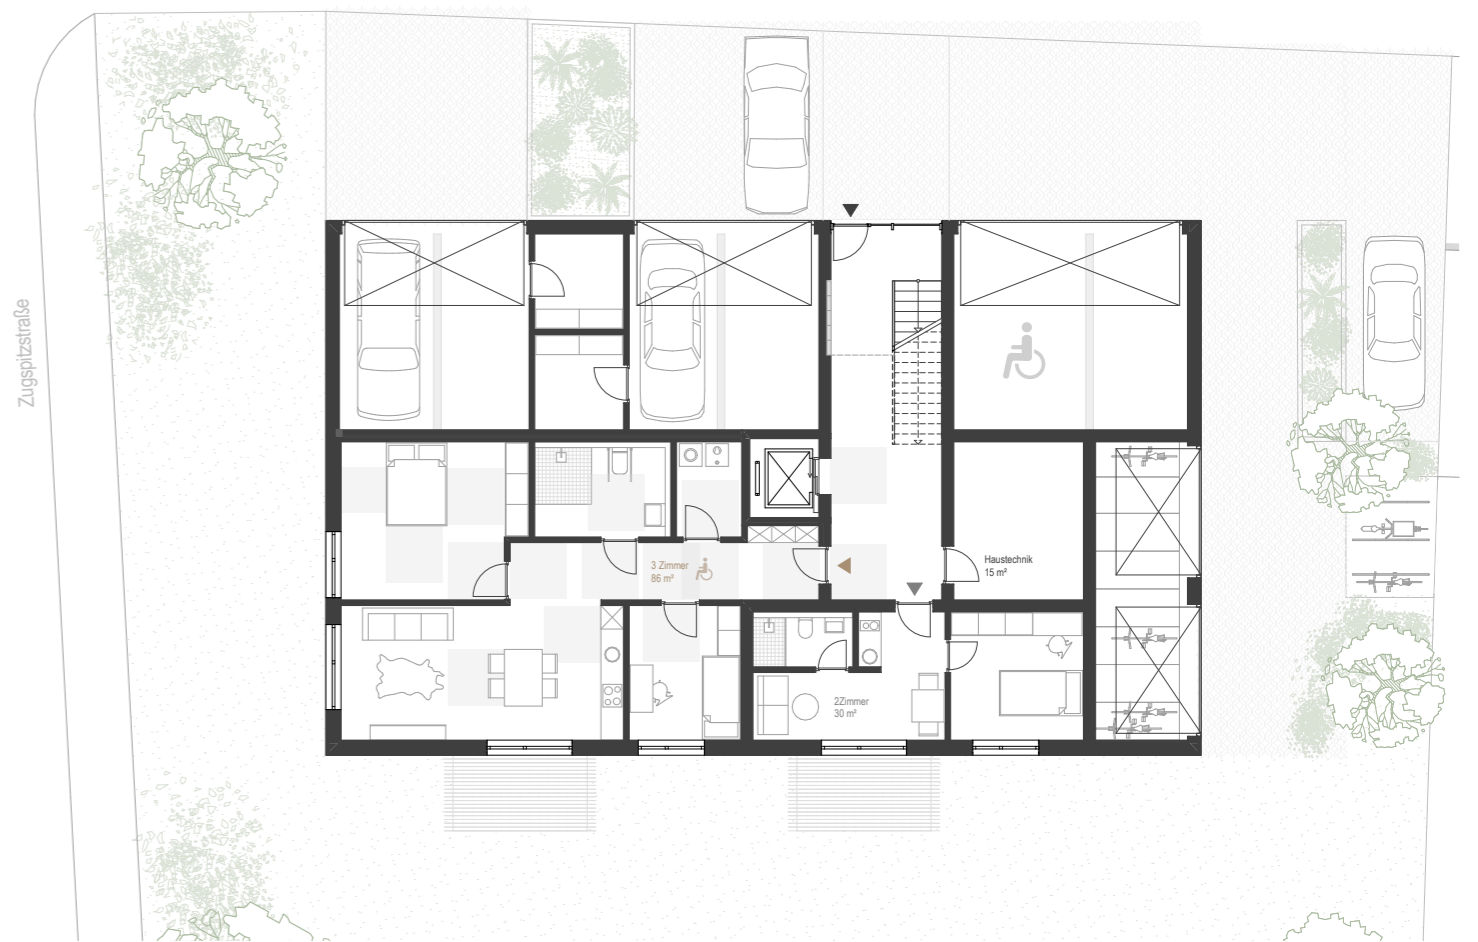 Zugspitzstraße
3 Zimmer
86 m²
Haustechnik
15 m²
2Zimmer
30 m²